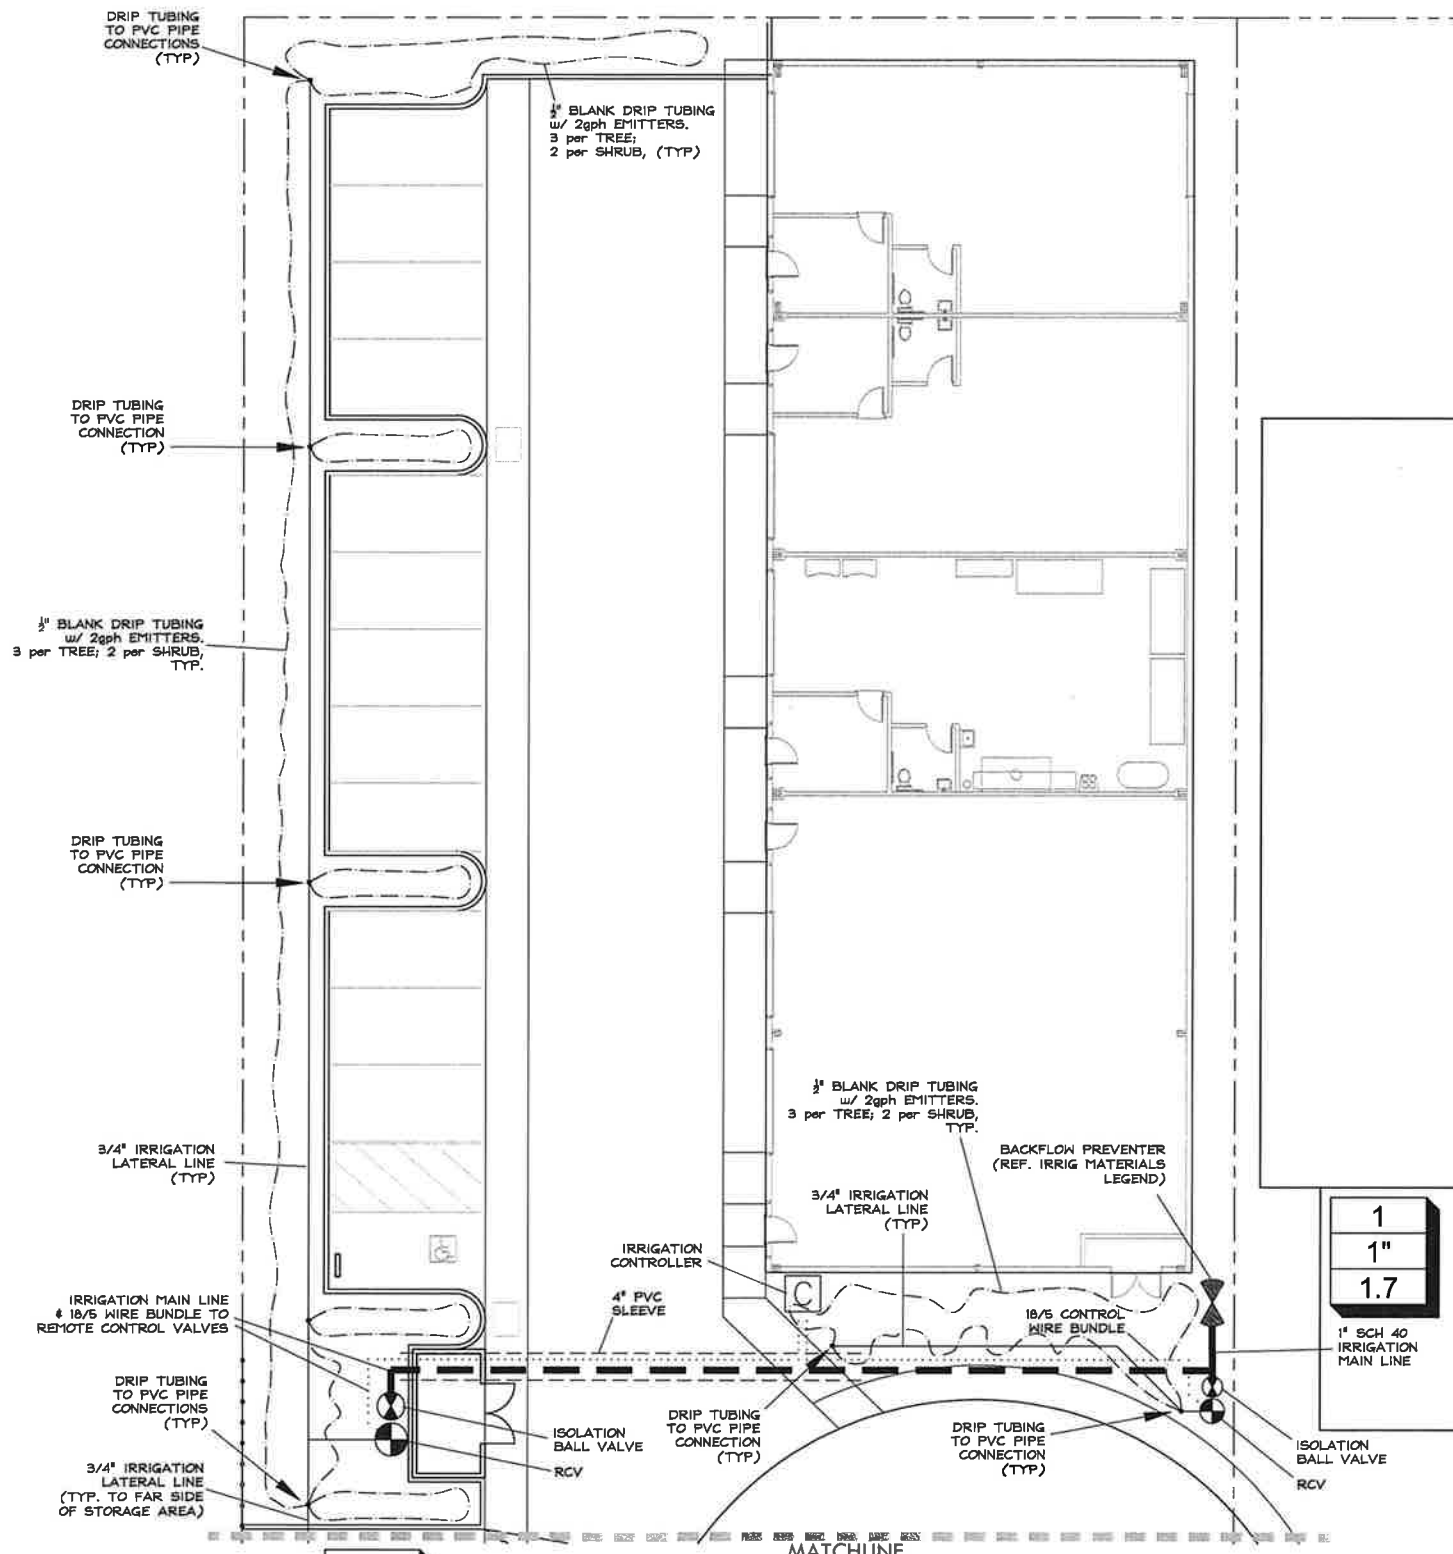 DRIP TUBING
TO PVC PIPE
CONNECTIONS
(TYP)
½" BLANK DRIP TUBING
w/ 2gph EMITTERS.
3 per TREE;
2 per SHRUB, (TYP)
DRIP TUBING
TO PVC PIPE
CONNECTION
(TYP)
½" BLANK DRIP TUBING
w/ 2gph EMITTERS.
3 per TREE; 2 per SHRUB,
TYP.
DRIP TUBING
TO PVC PIPE
CONNECTION
(TYP)
½" BLANK DRIP TUBING
w/ 2gph EMITTERS.
3 per TREE; 2 per SHRUB,
TYP.
3/4" IRRIGATION
LATERAL LINE
(TYP)
BACKFLOW PREVENTER
(REF. IRRIG MATERIALS
LEGEND)
3/4" IRRIGATION
LATERAL LINE
(TYP)
1
1"
1.7
IRRIGATION
CONTROLLER
C
IRRIGATION MAIN LINE
& 18/5 WIRE BUNDLE TO
REMOTE CONTROL VALVES
4" PVC
SLEEVE
18/5 CONTROL
WIRE BUNDLE
1" SCH 40
IRRIGATION
MAIN LINE
DRIP TUBING
TO PVC PIPE
CONNECTIONS
(TYP)
ISOLATION
BALL VALVE
RCV
DRIP TUBING
TO PVC PIPE
CONNECTION
(TYP)
DRIP TUBING
TO PVC PIPE
CONNECTION
(TYP)
ISOLATION
BALL VALVE
RCV
3/4" IRRIGATION
LATERAL LINE
(TYP. TO FAR SIDE
OF STORAGE AREA)
MATCHLINE